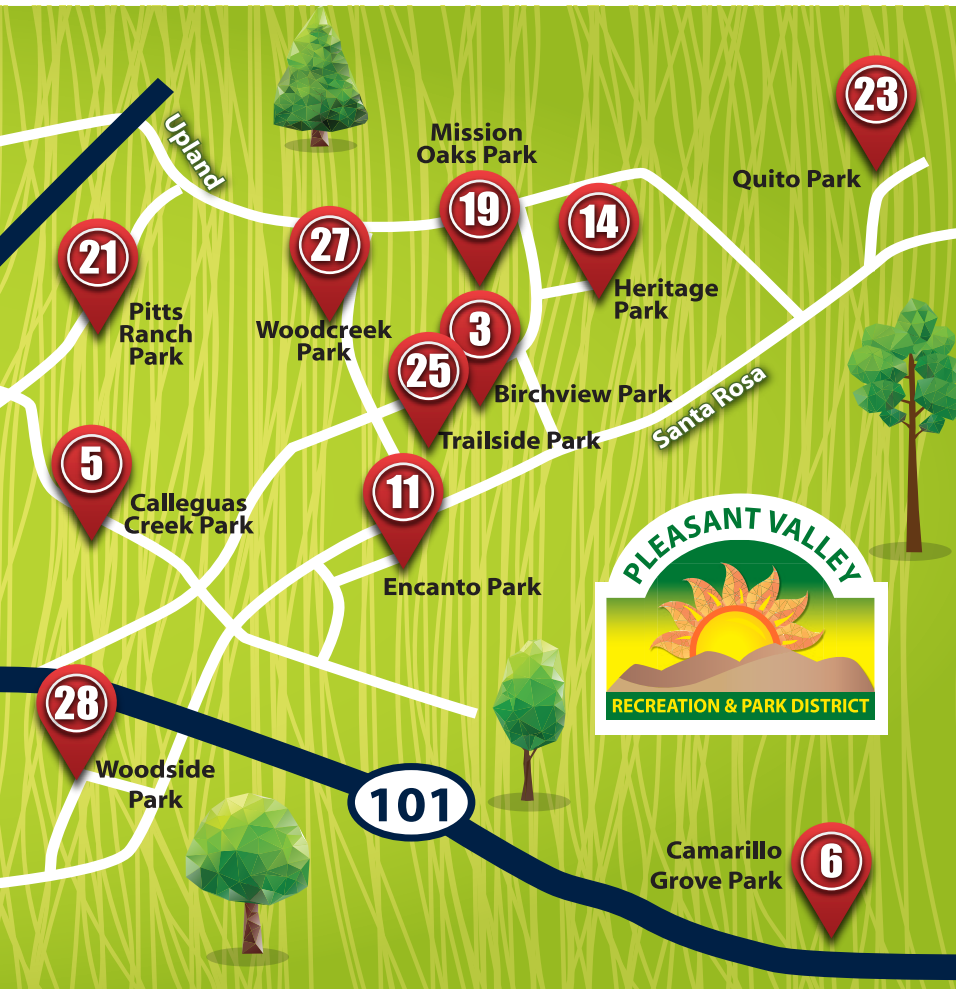 Upland
Mission
Oaks Park
23
Quito Park
19
14
27
21
Heritage
Park
Pitts
Ranch
Park
Woodcreek
Park
3
25
Birchview Park
Santa Rosa
Trailside Park
5
11
Calleguas
Creek Park
Encanto Park
PLEASANT VALLEY
RECREATION & PARK DISTRICT
28
Woodside
Park
101
Camarillo
Grove Park
6